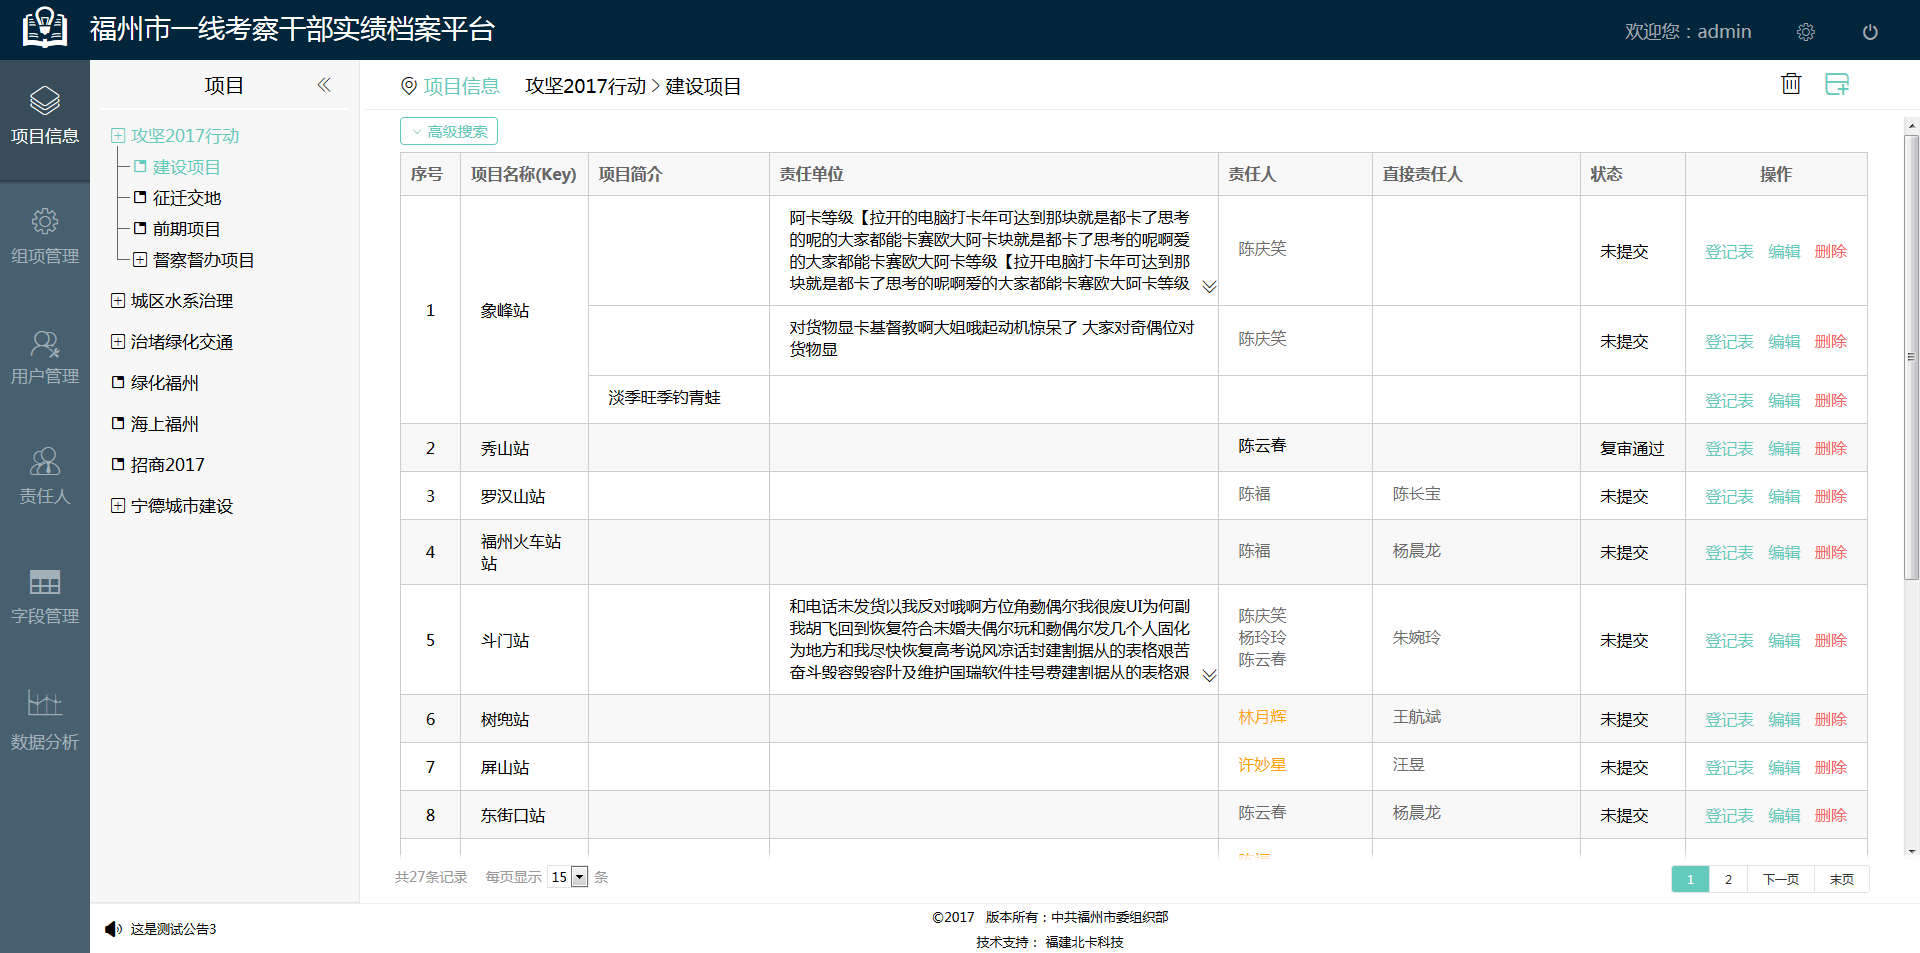 福州市一线考察干部实绩档案平台
欢迎您：admin
项目信息
组项管理
用户管理
责任人
字段管理
数据分析
项目
攻坚2017行动
建设项目
征迁交地
前期项目
督察督办项目
城区水系治理
治堵绿化交通
绿化福州
海上福州
招商2017
宁德城市建设
项目信息 攻坚2017行动 > 建设项目
高级搜索
序号 项目名称(Key) 项目简介 责任单位 责任人 直接责任人 状态 操作
1 象峰站
阿卡等级【拉开的电脑打卡年可达到那块就是都卡了思考
的呢的大家都能卡赛欧大阿卡块就是都卡了思考的呢啊爱
的大家都能卡赛欧大阿卡等级【拉开电脑打卡年可达到那
块就是都卡了思考的呢啊爱的大家都能卡塞欧大阿卡等级
陈庆笑 未提交 登记表 编辑 删除
对货物显卡基督教啊大姐哦起动机惊呆了 大家对奇偶位对
货物显
陈庆笑 未提交 登记表 编辑 删除
淡季旺季钓青蛙 登记表 编辑 删除
2 秀山站 陈云春 复审通过 登记表 编辑 删除
3 罗汉山站 陈福 陈长宝 未提交 登记表 编辑 删除
4 福州火车站
站
陈福 杨晨龙 未提交 登记表 编辑 删除
5 斗门站
和电话未发货以我反对哦啊方位角勷偶尔我很废UI为何副
我胡飞回到恢复符合未婚夫偶尔玩和勷偶尔发几个人固化
为地方和我尽快恢复高考说风凉话封建割据从的表格艰苦
奋斗毁容毁容阡及维护国瑞软件挂号费建割据从的表格艰
陈庆笑
杨玲玲
陈云春
朱婉玲 未提交 登记表 编辑 删除
6 树兜站 林月辉 王航斌 未提交 登记表 编辑 删除
7 屏山站 许妙星 汪昱 未提交 登记表 编辑 删除
8 东街口站 陈云春 杨晨龙 未提交 登记表 编辑 删除
共27条记录 每页显示 15 条
1 2 下一页 末页
这是测试公告3
©2017 版本所有：中共福州市委组织部
技术支持： 福建北卡科技